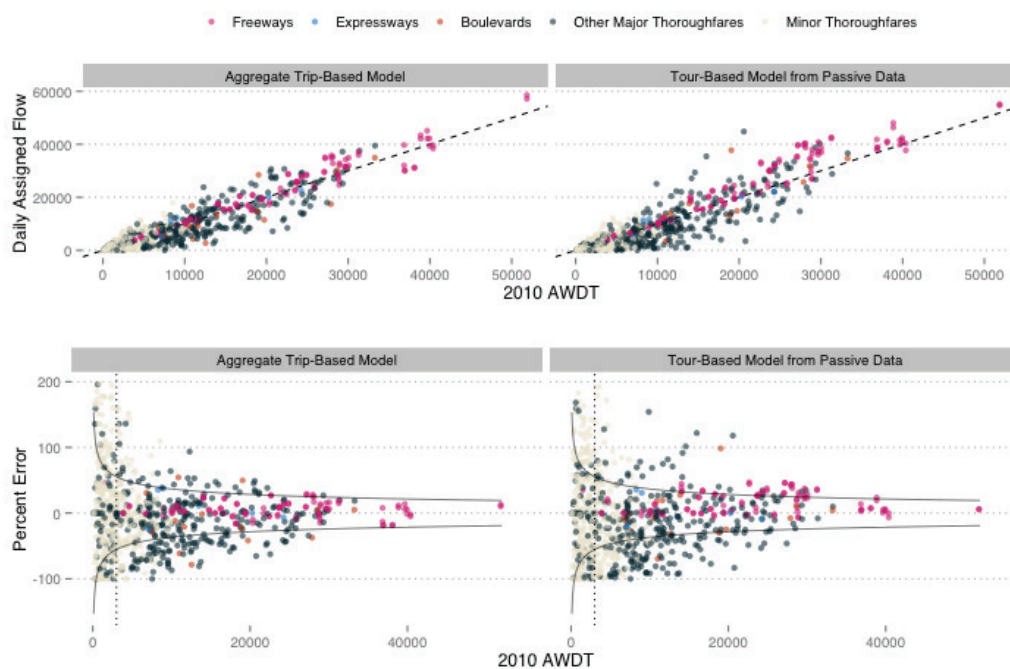 Freeways Expressways Boulevards Other Major Thoroughfares Minor Thoroughfares
Aggregate Trip-Based Model Tour-Based Model from Passive Data
60000
40000
20000
0
Daily Assigned Flow
0 10000 20000 30000 40000 50000 0 10000 20000 30000 40000 50000
2010 AWDT
Aggregate Trip-Based Model Tour-Based Model from Passive Data
200
100
0
-100
Percent Error
0 20000 40000 0 20000 40000
2010 AWDT